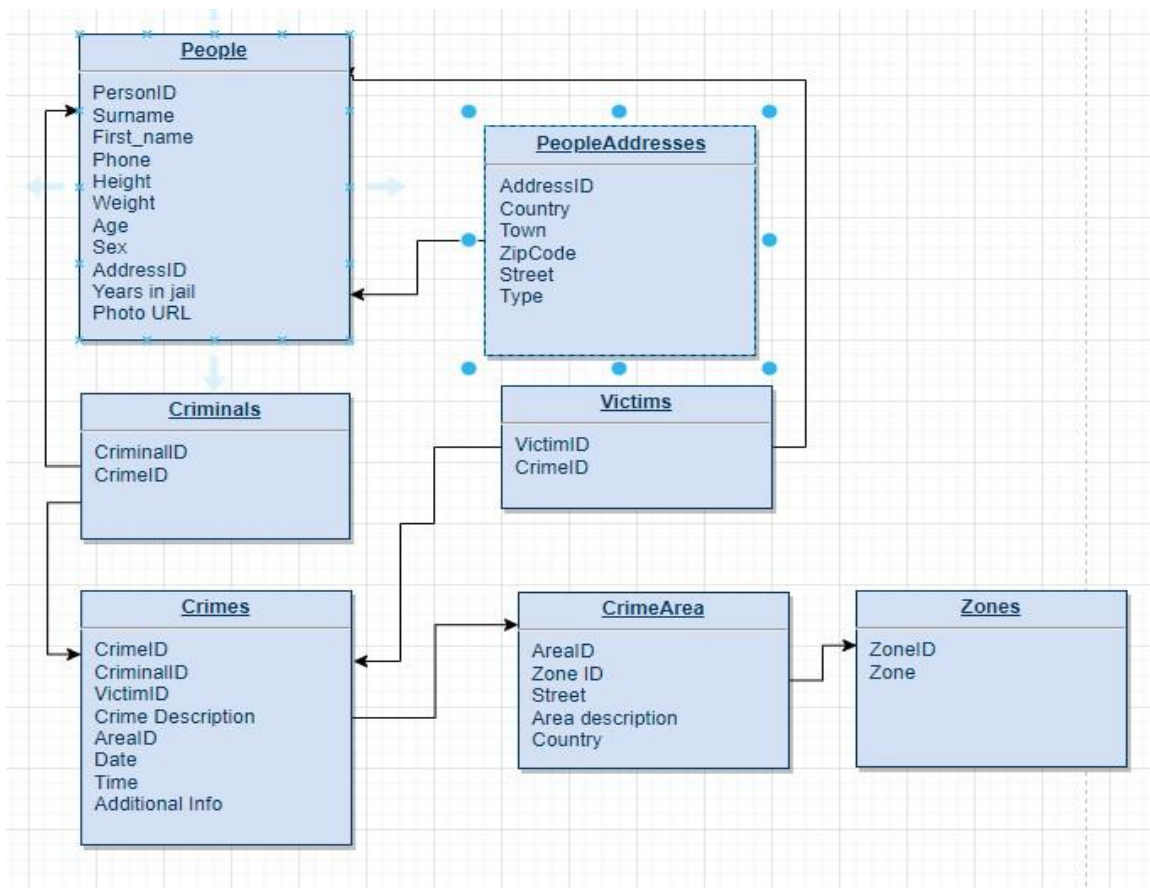 People
PersonID
Surname
First_name
Phone
Height
Weight
Age
Sex
AddressID
Years in jail
Photo URL
PeopleAddresses
AddressID
Country
Town
ZipCode
Street
Type
Criminals
CriminalID
CrimeID
Victims
VictimID
CrimeID
Crimes
CrimeID
CriminalID
VictimID
Crime Description
AreaID
Date
Time
Additional Info
CrimeArea
AreaID
Zone ID
Street
Area description
Country
Zones
ZoneID
Zone